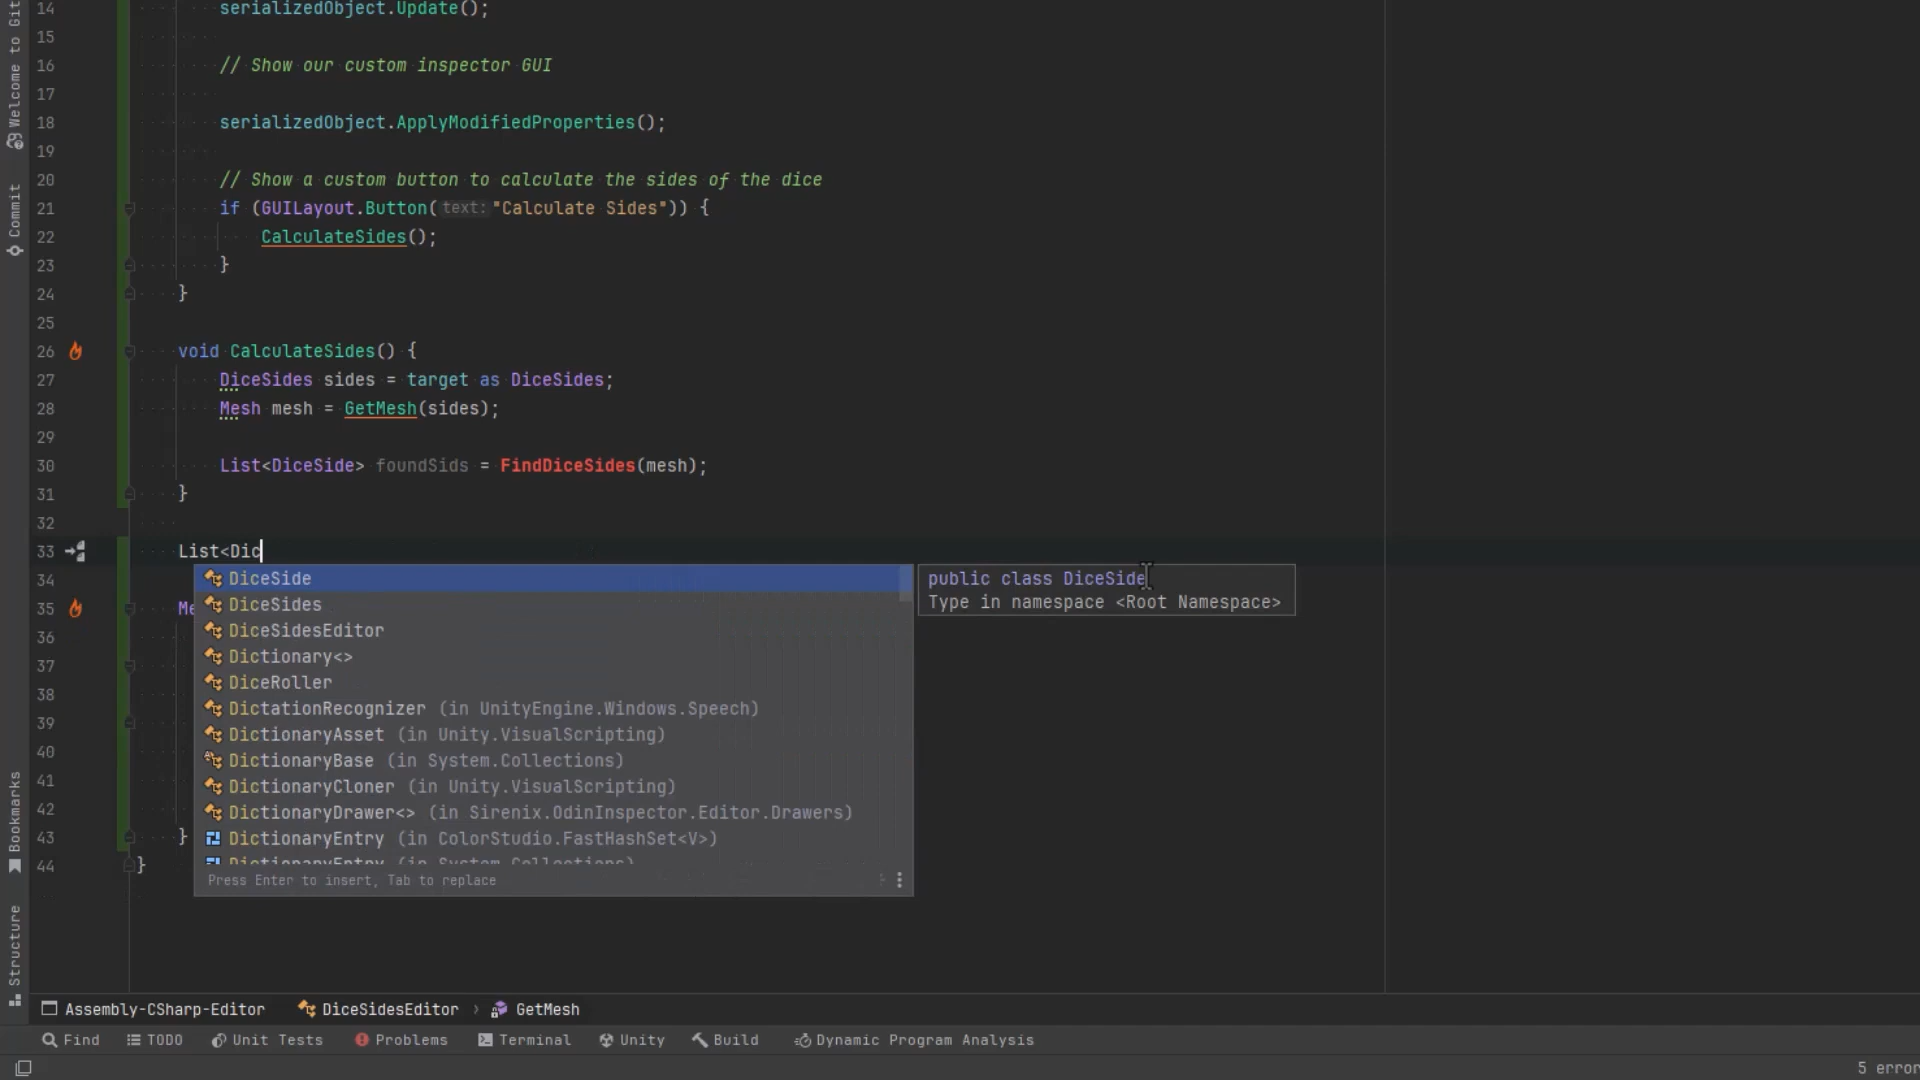 14 serializedObject.Update();
15
16 // Show our custom inspector GUI
17
18 serializedObject.ApplyModifiedProperties();
19
20 // Show a custom button to calculate the sides of the dice
21 if (GUILayout.Button(text: "Calculate Sides")) {
22 CalculateSides();
23 }
24 }
25
26 void CalculateSides() {
27 DiceSides sides = target as DiceSides;
28 Mesh mesh = GetMesh(sides);
29
30 List<DiceSide> foundSids = FindDiceSides(mesh);
31 }
32
33 List<Dic
34
35 Me
36
37
38
39
40
41
42
43 }
44 }
DiceSide
DiceSides
DiceSidesEditor
Dictionary<>
DiceRoller
DictationRecognizer (in UnityEngine.Windows.Speech)
DictionaryAsset (in Unity.VisualScripting)
DictionaryBase (in System.Collections)
DictionaryCloner (in Unity.VisualScripting)
DictionaryDrawer<> (in Sirenix.OdinInspector.Editor.Drawers)
DictionaryEntry (in ColorStudio.FastHashSet<V>)
DictionaryEntry (in System.Collections)
Press Enter to insert, Tab to replace
public class DiceSide
Type in namespace <Root Namespace>
Welcome to Git
Commit
Bookmarks
Structure
Assembly-CSharp-Editor DiceSidesEditor › GetMesh
Find TODO Unit Tests Problems Terminal Unity Build Dynamic Program Analysis
5 error